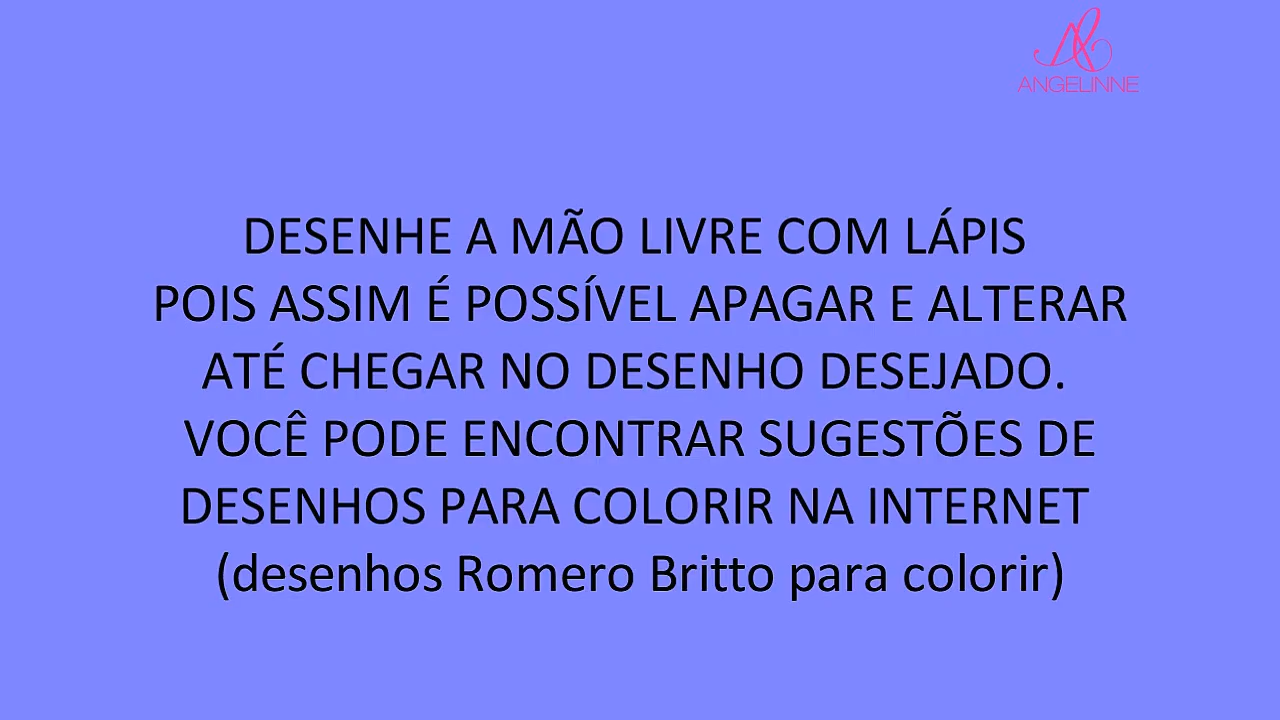 ANGELINNE
DESENHE A MÃO LIVRE COM LÁPIS
POIS ASSIM É POSSÍVEL APAGAR E ALTERAR
ATÉ CHEGAR NO DESENHO DESEJADO.
VOCÊ PODE ENCONTRAR SUGESTÕES DE
DESENHOS PARA COLORIR NA INTERNET
(desenhos Romero Britto para colorir)